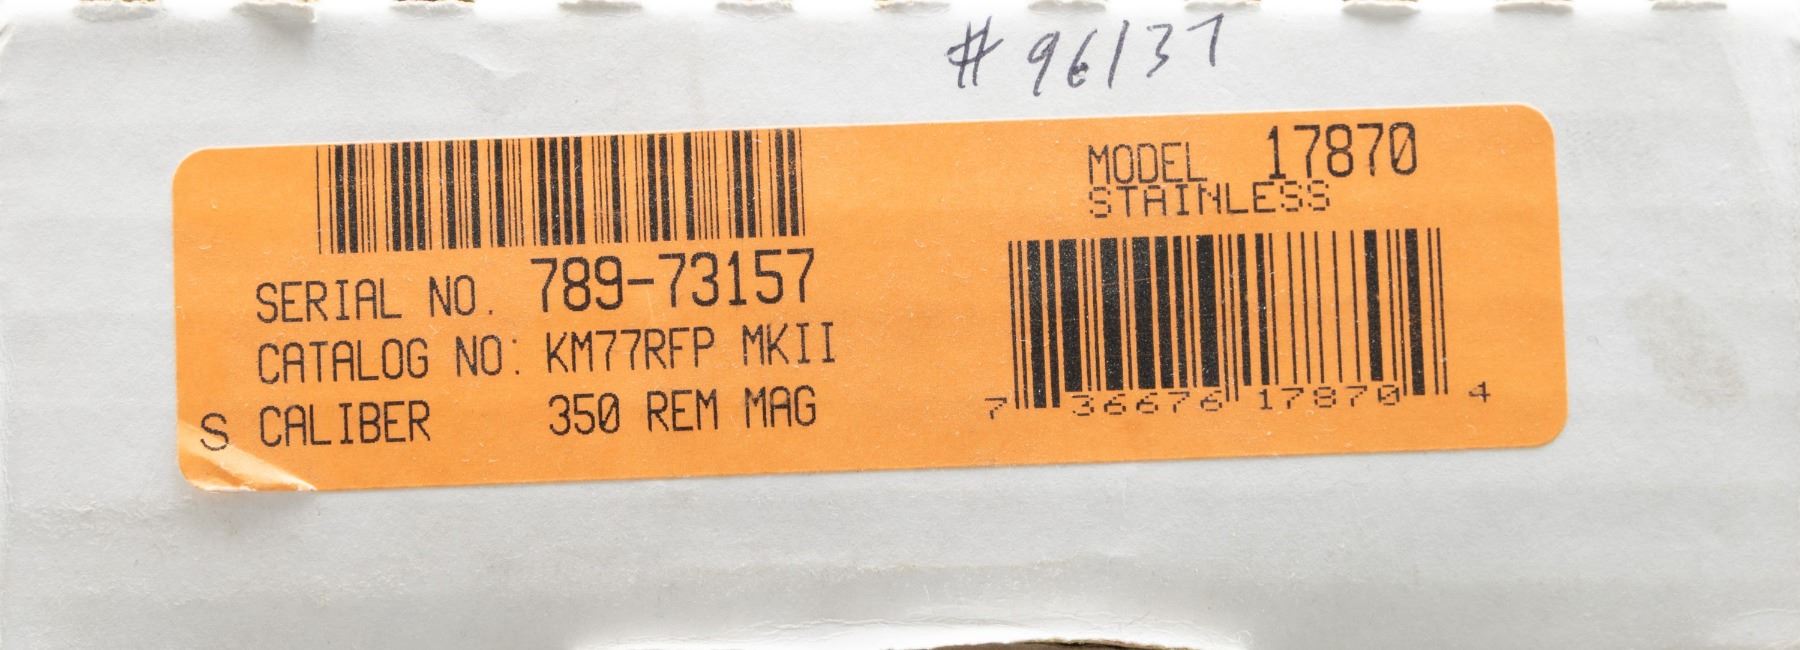 # 96137
MODEL 17870
STAINLESS
SERIAL NO. 789-73157
CATALOG NO: KM77RFP MKII
S CALIBER 350 REM MAG
7 36676 17870 4